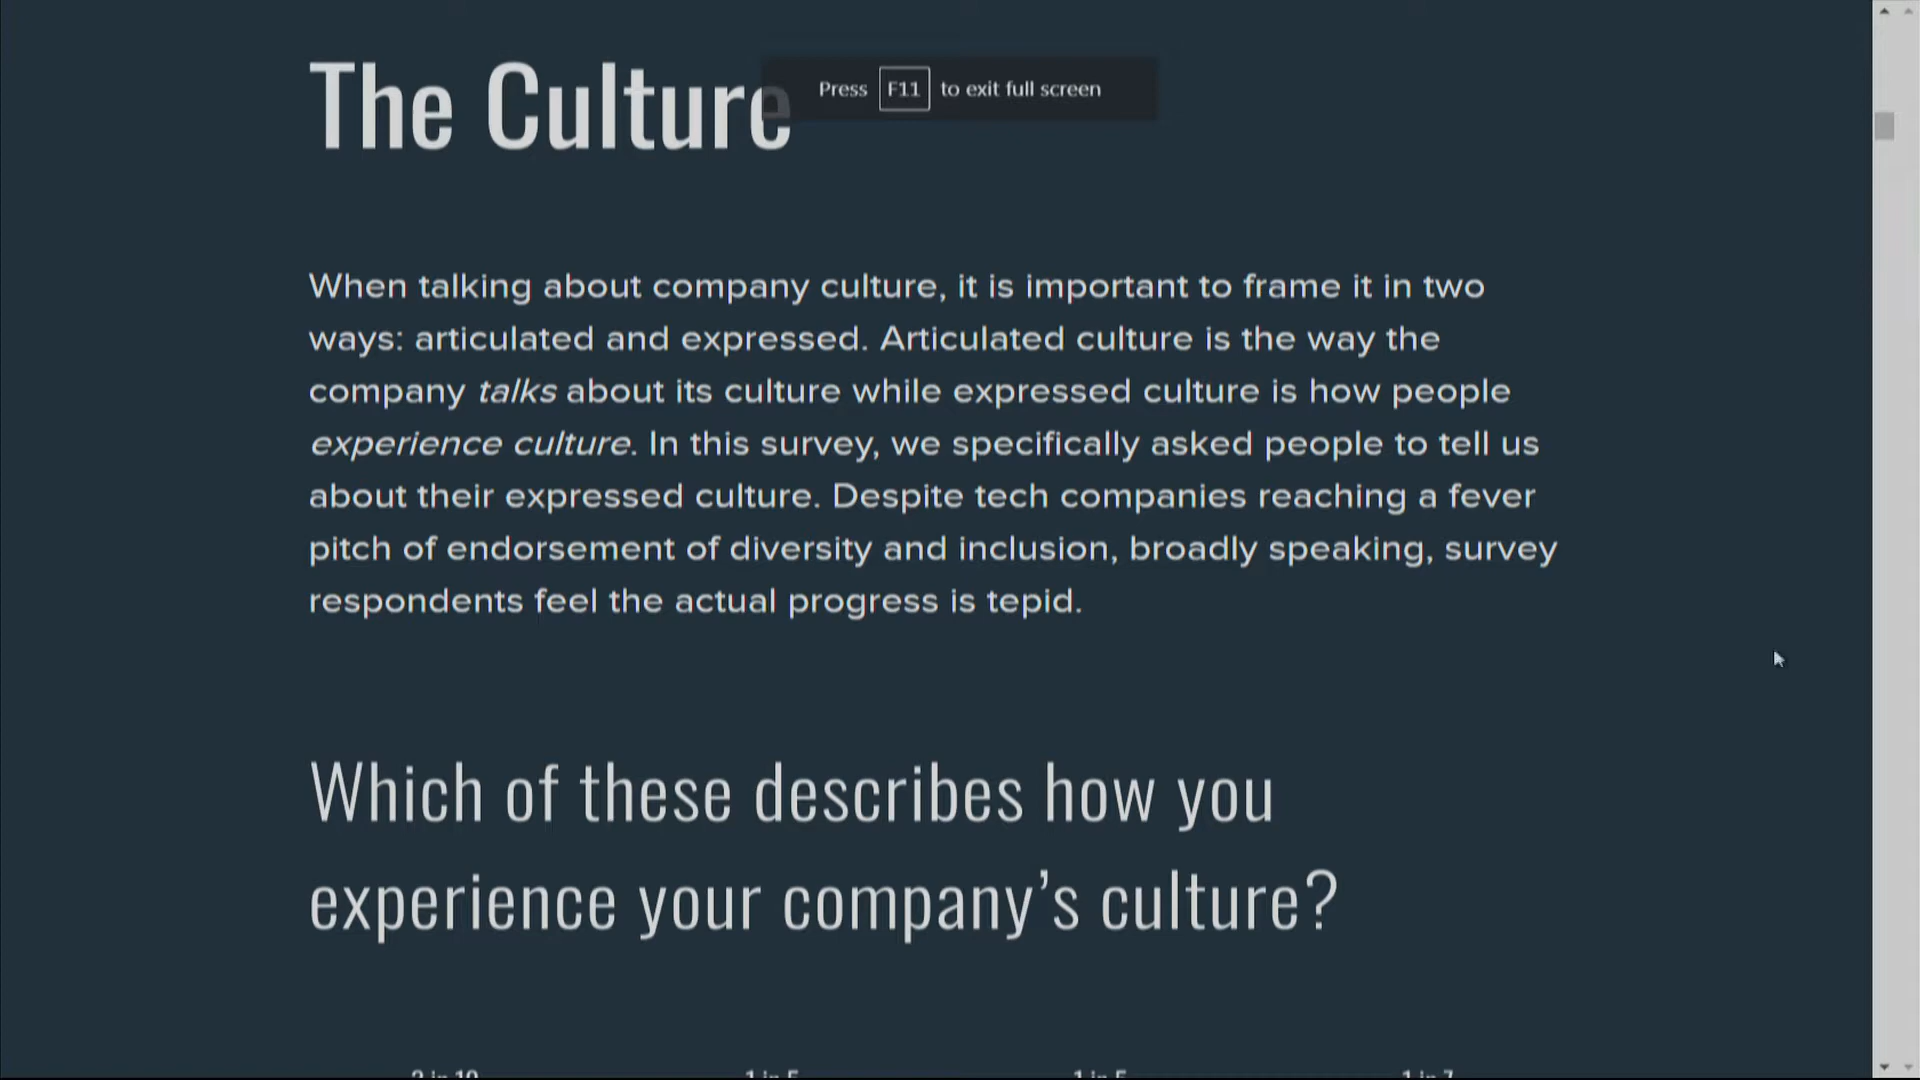 The Culture
Press F11 to exit full screen
When talking about company culture, it is important to frame it in two
ways: articulated and expressed. Articulated culture is the way the
company talks about its culture while expressed culture is how people
experience culture. In this survey, we specifically asked people to tell us
about their expressed culture. Despite tech companies reaching a fever
pitch of endorsement of diversity and inclusion, broadly speaking, survey
respondents feel the actual progress is tepid.
Which of these describes how you
experience your company’s culture?